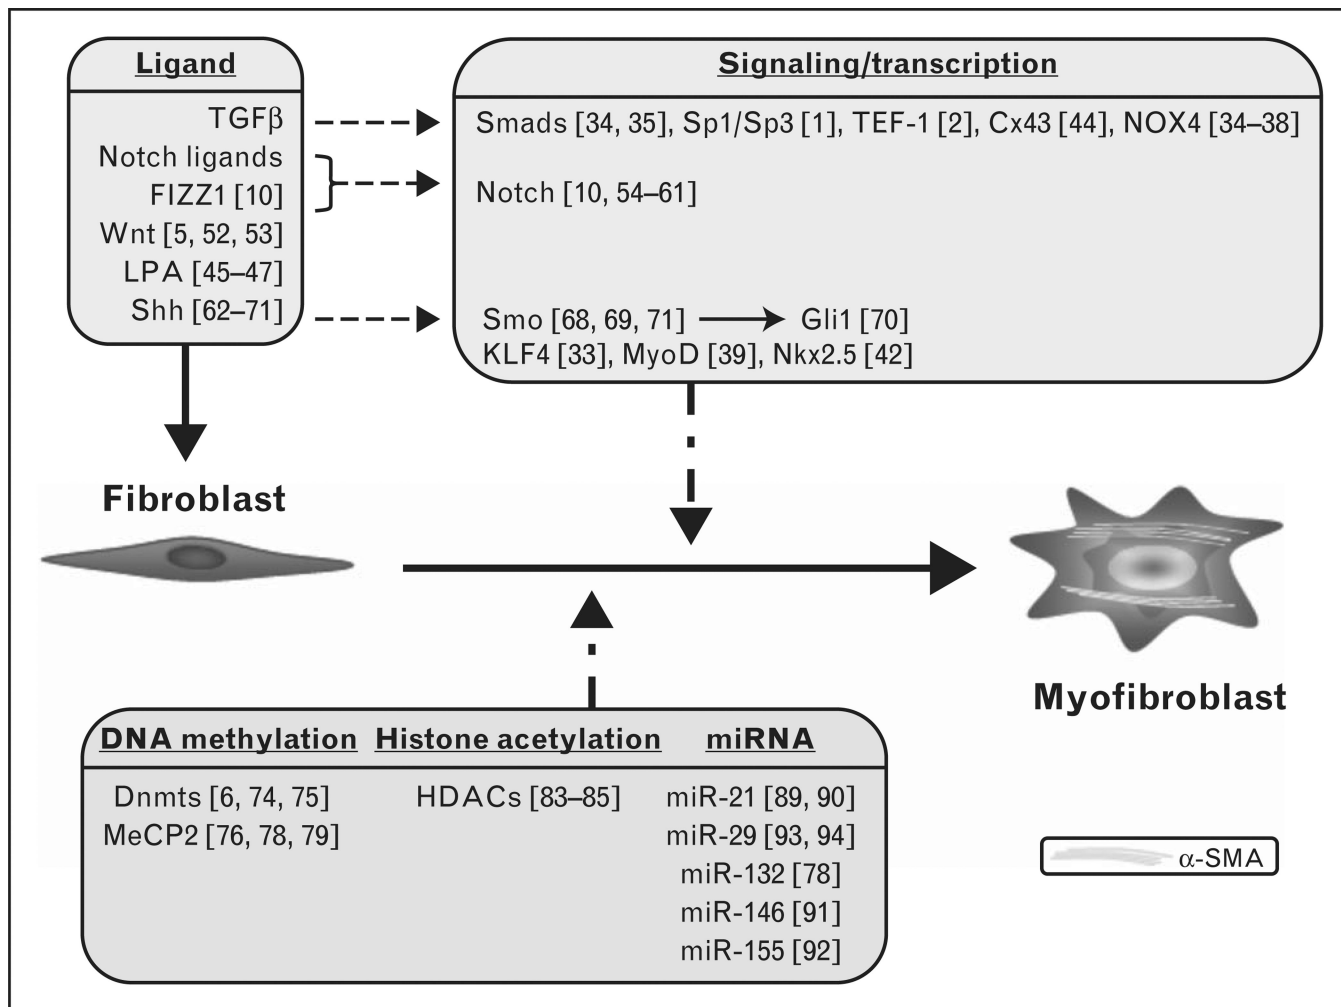 Ligand
TGFβ
Notch ligands
FIZZ1 [10]
Wnt [5, 52, 53]
LPA [45–47]
Shh [62–71]
Signaling/transcription
Smads [34, 35], Sp1/Sp3 [1], TEF-1 [2], Cx43 [44], NOX4 [34–38]
Notch [10, 54–61]
Smo [68, 69, 71] Gli1 [70]
KLF4 [33], MyoD [39], Nkx2.5 [42]
Fibroblast
Myofibroblast
DNA methylation
Dnmts [6, 74, 75]
MeCP2 [76, 78, 79]
Histone acetylation
HDACs [83–85]
miRNA
miR-21 [89, 90]
miR-29 [93, 94]
miR-132 [78]
miR-146 [91]
miR-155 [92]
α-SMA